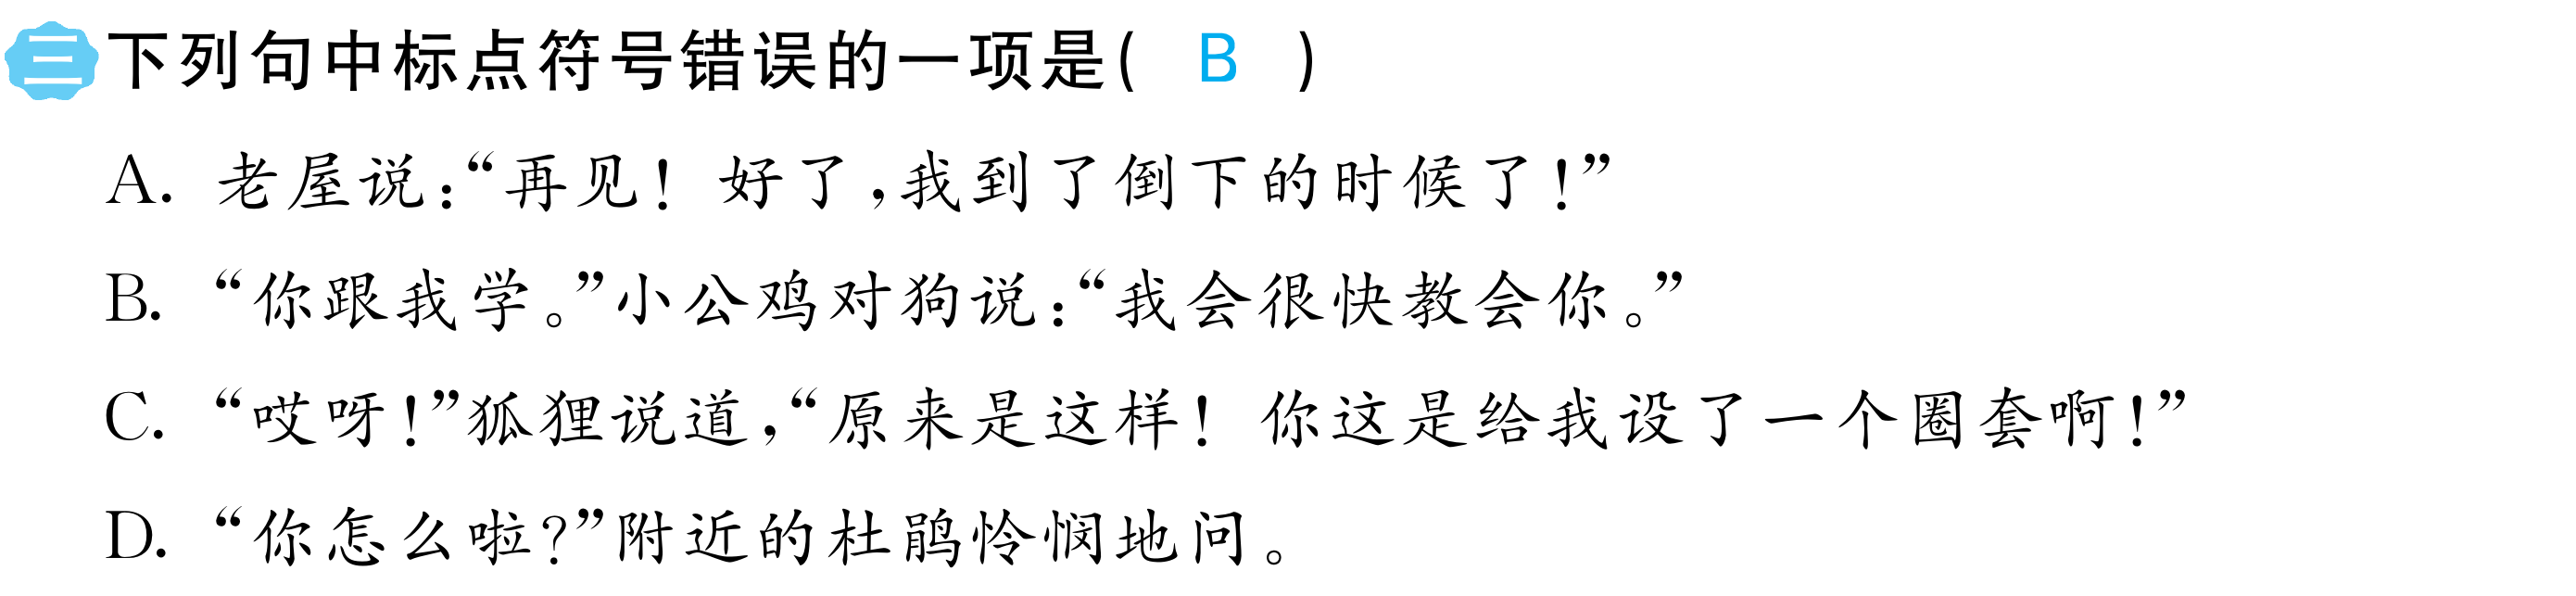 三 下列句中标点符号错误的一项是( B )
A. 老屋说:“再见! 好了,我到了倒下的时候了!”
B. “你跟我学。”小公鸡对狗说:“我会很快教会你。”
C. “哎呀!”狐狸说道,“原来是这样! 你这是给我设了一个圈套啊!”
D. “你怎么啦?”附近的杜鹃怜悯地问。